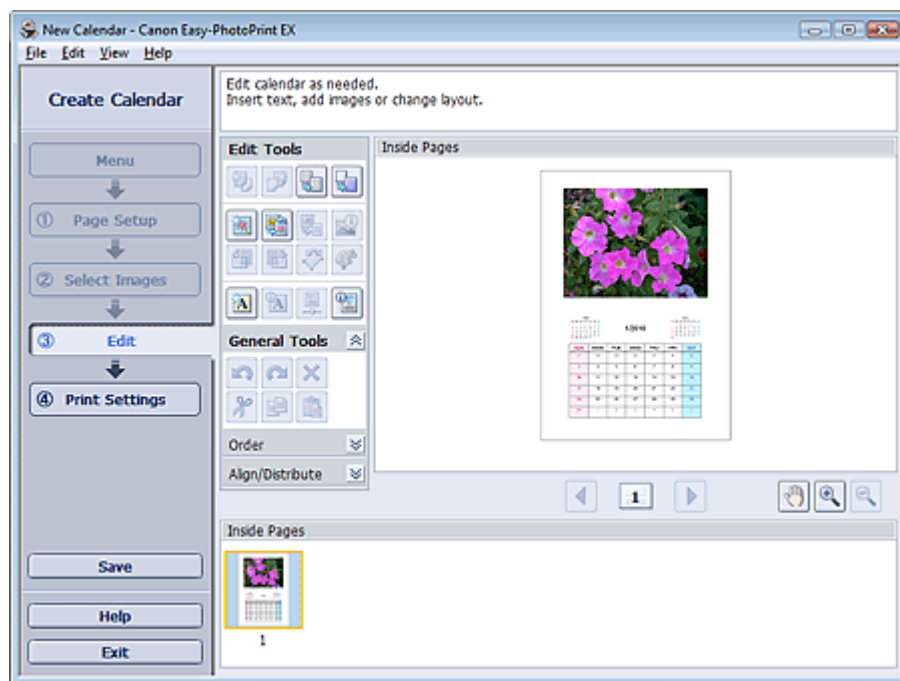 New Calendar - Canon Easy-PhotoPrint EX
File Edit View Help
Create Calendar
Edit calendar as needed.
Insert text, add images or change layout.
Menu
① Page Setup
② Select Images
③ Edit
④ Print Settings
Save
Help
Exit
Edit Tools
General Tools
Order
Align/Distribute
Inside Pages
1
Inside Pages
1